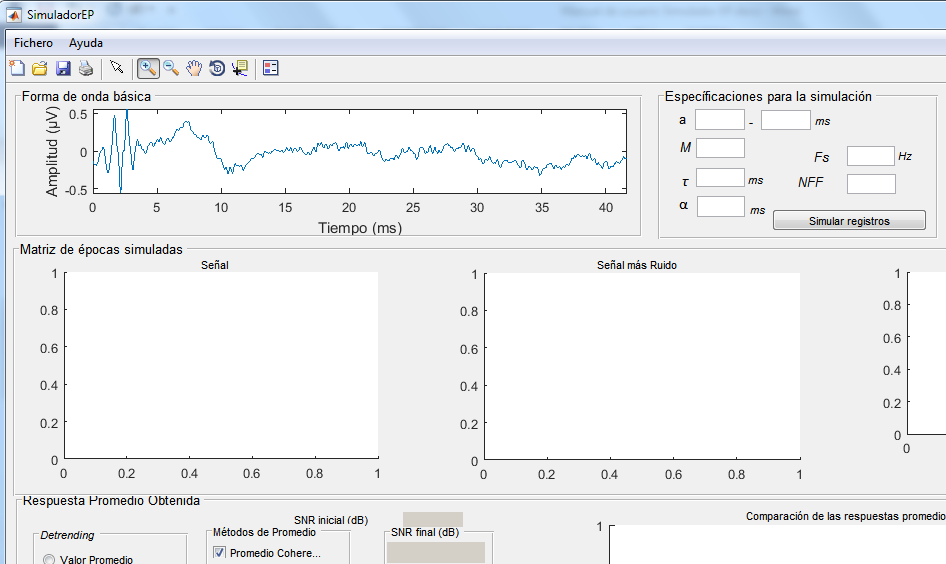 SimuladorEP
Fichero Ayuda
Forma de onda básica
Amplitud (µV)
0.5
0
-0.5
0 5 10 15 20 25 30 35 40
Tiempo (ms)
Especificaciones para la simulación
a - ms
M
Fs Hz
τ ms
NFF
α ms
Simular registros
Matriz de épocas simuladas
Señal
1
0.8
0.6
0.4
0.2
0
0 0.2 0.4 0.6 0.8 1
Señal más Ruido
1
0.8
0.6
0.4
0.2
0
0 0.2 0.4 0.6 0.8 1
1
0.8
0.6
0.4
0.2
0
0
Respuesta Promedio Obtenida
SNR inicial (dB)
Detrending
Valor Promedio
Métodos de Promedio
Promedio Cohere...
SNR final (dB)
Comparación de las respuestas promedio
1